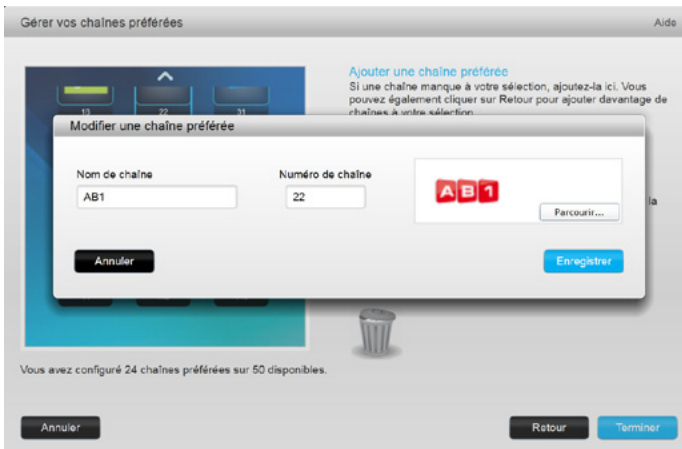 Gérer vos chaînes préférées
Aide
Ajouter une chaîne préférée
Si une chaîne manque à votre sélection, ajoutez-la ici. Vous
pouvez également cliquer sur Retour pour ajouter davantage de
chaînes à votre sélection
13 22 31
Modifier une chaîne préférée
Nom de chaîne
Numéro de chaîne
AB1
22
AB1
Parcourir...
la
Annuler
Enregistrer
Vous avez configuré 24 chaînes préférées sur 50 disponibles.
Annuler
Retour
Terminer